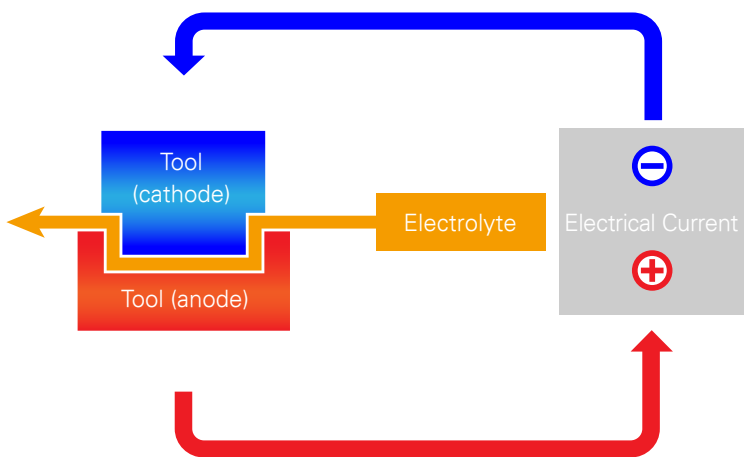 Tool
(cathode)
Electrolyte
Electrical Current
Tool (anode)